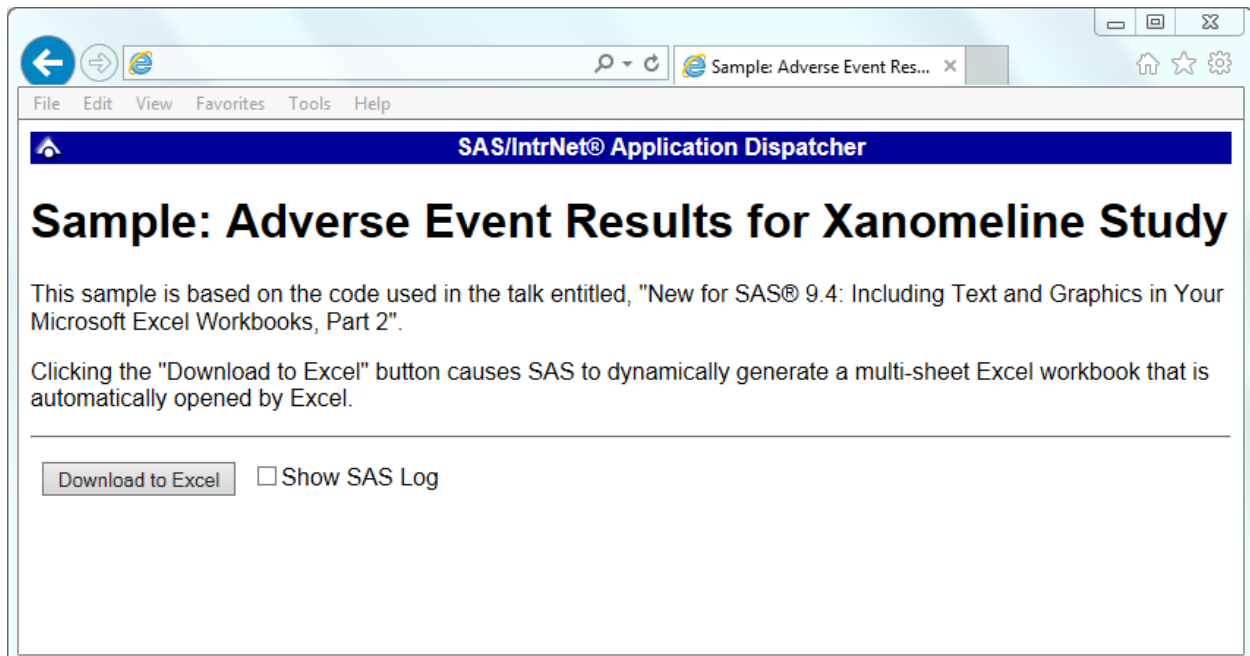 Sample: Adverse Event Res...
File Edit View Favorites Tools Help
SAS/IntrNet® Application Dispatcher
Sample: Adverse Event Results for Xanomeline Study
This sample is based on the code used in the talk entitled, "New for SAS® 9.4: Including Text and Graphics in Your
Microsoft Excel Workbooks, Part 2".
Clicking the "Download to Excel" button causes SAS to dynamically generate a multi-sheet Excel workbook that is
automatically opened by Excel.
Download to Excel Show SAS Log